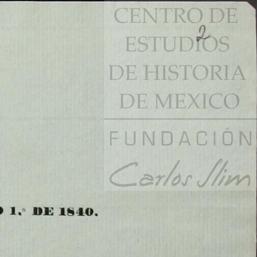 CENTRO DE
2
ESTUDIOS
DE HISTORIA
DE MEXICO
FUNDACIÓN
Carlos Slim
O 1.º DE 1840.